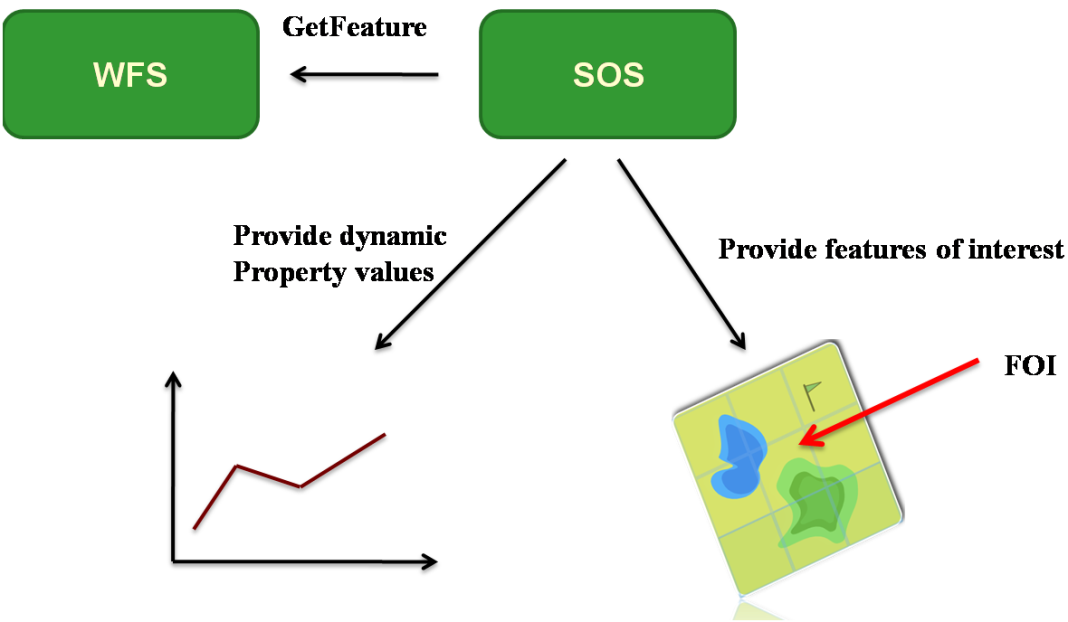 GetFeature
WFS
SOS
Provide dynamic
Property values
Provide features of interest
FOI